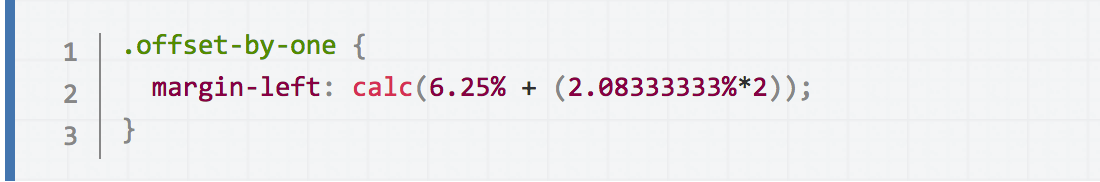 1 .offset-by-one {
2   margin-left: calc(6.25% + (2.08333333%*2));
3 }